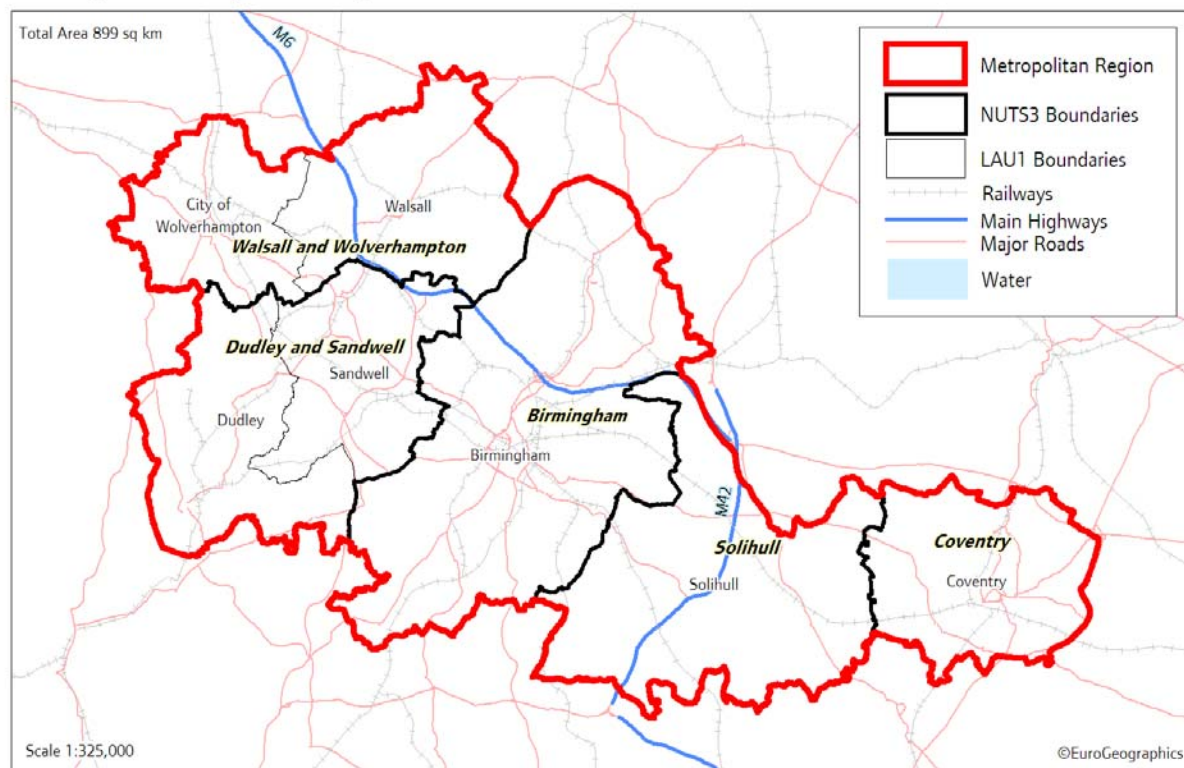 Total Area 899 sq km
M6
Metropolitan Region
NUTS3 Boundaries
LAU1 Boundaries
Railways
Main Highways
Major Roads
Water
City of
Wolverhampton
Walsall
Walsall and Wolverhampton
Dudley and Sandwell
Sandwell
Dudley
Birmingham
Birmingham
M42
Solihull
Solihull
Coventry
Coventry
Scale 1:325,000
©EuroGeographics